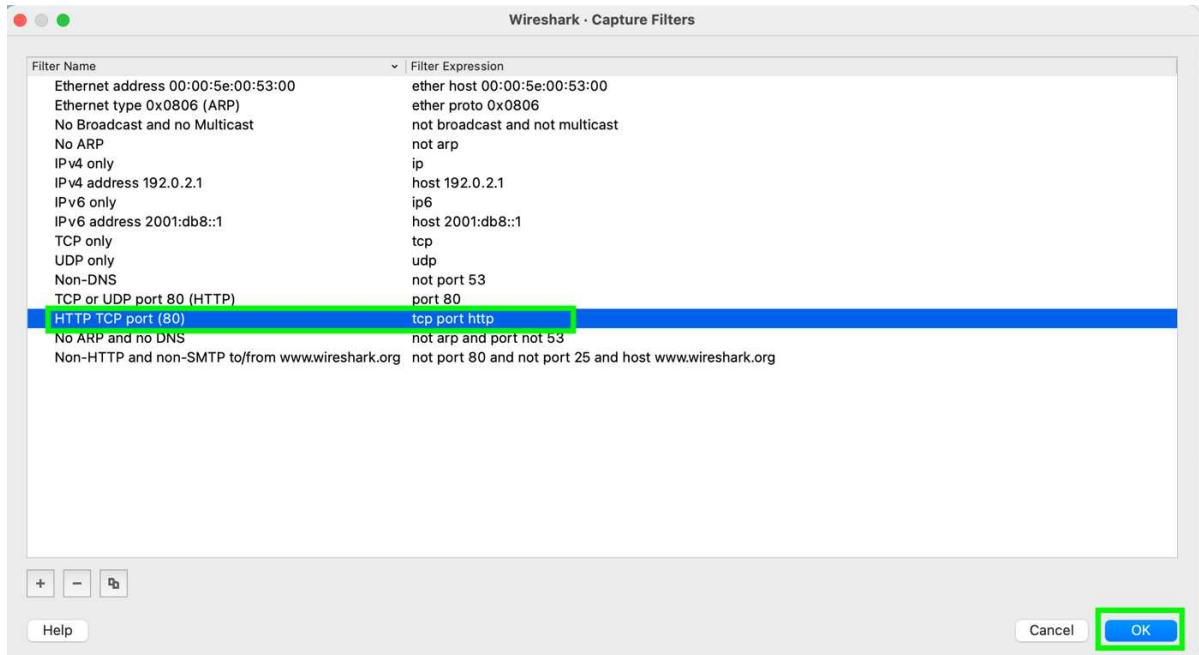 Wireshark · Capture Filters
Filter Name Filter Expression
Ethernet address 00:00:5e:00:53:00 ether host 00:00:5e:00:53:00
Ethernet type 0x0806 (ARP) ether proto 0x0806
No Broadcast and no Multicast not broadcast and not multicast
No ARP not arp
IPv4 only ip
IPv4 address 192.0.2.1 host 192.0.2.1
IPv6 only ip6
IPv6 address 2001:db8::1 host 2001:db8::1
TCP only tcp
UDP only udp
Non-DNS not port 53
TCP or UDP port 80 (HTTP) port 80
HTTP TCP port (80) tcp port http
No ARP and no DNS not arp and port not 53
Non-HTTP and non-SMTP to/from www.wireshark.org not port 80 and not port 25 and host www.wireshark.org
+ −
Help Cancel OK